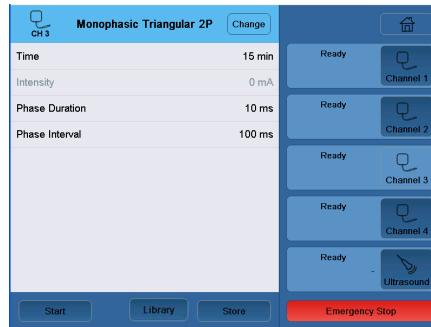 CH 3
Monophasic Triangular 2P
Change
Time 15 min
Intensity 0 mA
Phase Duration 10 ms
Phase Interval 100 ms
Start
Library
Store
Ready
Channel 1
Ready
Channel 2
Ready
Channel 3
Ready
Channel 4
Ready
-
Ultrasound
Emergency Stop